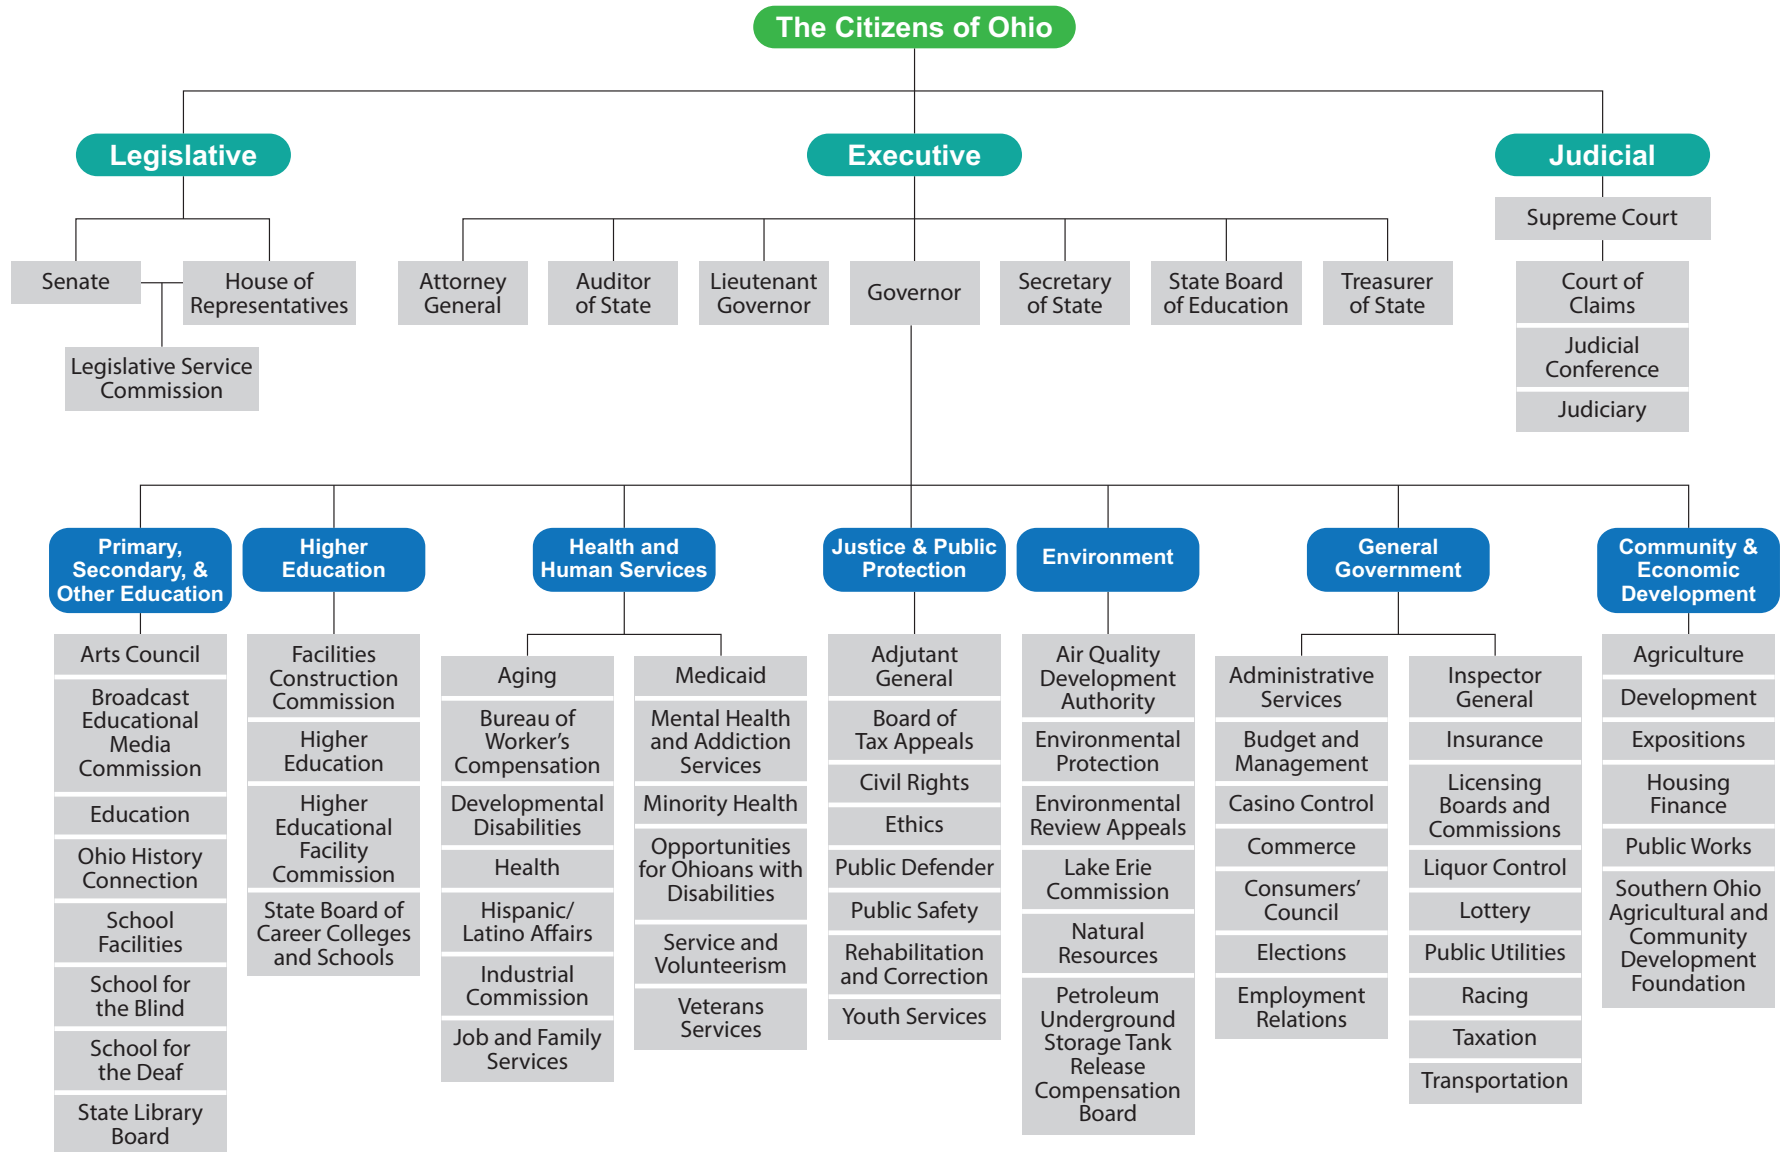 The Citizens of Ohio
Legislative
Executive
Judicial
Supreme Court
Senate
House of
Representatives
Legislative Service
Commission
Attorney
General
Auditor
of State
Lieutenant
Governor
Governor
Secretary
of State
State Board
of Education
Treasurer
of State
Court of
Claims
Judicial
Conference
Judiciary
Primary,
Secondary, &
Other Education
Arts Council
Broadcast
Educational
Media
Commission
Education
Ohio History
Connection
School
Facilities
School for
the Blind
School for
the Deaf
State Library
Board
Higher
Education
Facilities
Construction
Commission
Higher
Education
Higher
Educational
Facility
Commission
State Board of
Career Colleges
and Schools
Health and
Human Services
Aging
Bureau of
Worker’s
Compensation
Developmental
Disabilities
Health
Hispanic/
Latino Affairs
Industrial
Commission
Job and Family
Services
Medicaid
Mental Health
and Addiction
Services
Minority Health
Opportunities
for Ohioans with
Disabilities
Service and
Volunteerism
Veterans
Services
Justice & Public
Protection
Adjutant
General
Board of
Tax Appeals
Civil Rights
Ethics
Public Defender
Public Safety
Rehabilitation
and Correction
Youth Services
Environment
Air Quality
Development
Authority
Environmental
Protection
Environmental
Review Appeals
Lake Erie
Commission
Natural
Resources
Petroleum
Underground
Storage Tank
Release
Compensation
Board
General
Government
Administrative
Services
Budget and
Management
Casino Control
Commerce
Consumers’
Council
Elections
Employment
Relations
Inspector
General
Insurance
Licensing
Boards and
Commissions
Liquor Control
Lottery
Public Utilities
Racing
Taxation
Transportation
Community &
Economic
Development
Agriculture
Development
Expositions
Housing
Finance
Public Works
Southern Ohio
Agricultural and
Community
Development
Foundation